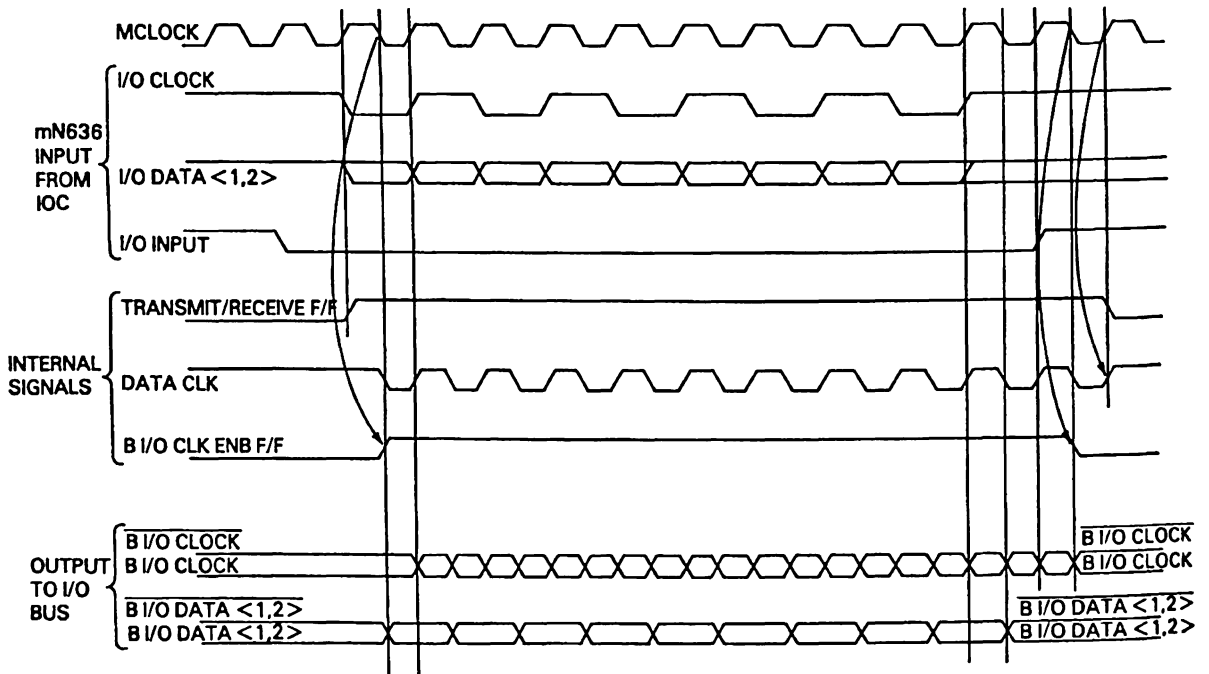 MCLOCK
I/O CLOCK
mN636
INPUT
FROM
IOC
I/O DATA <1,2>
I/O INPUT
TRANSMIT/RECEIVE F/F
INTERNAL
SIGNALS
DATA CLK
B I/O CLK ENB F/F
B I/O CLOCK
B I/O CLOCK
OUTPUT
TO I/O
BUS
B I/O DATA <1,2>
B I/O DATA <1,2>
B I/O CLOCK
B I/O CLOCK
B I/O DATA <1,2>
B I/O DATA <1,2>